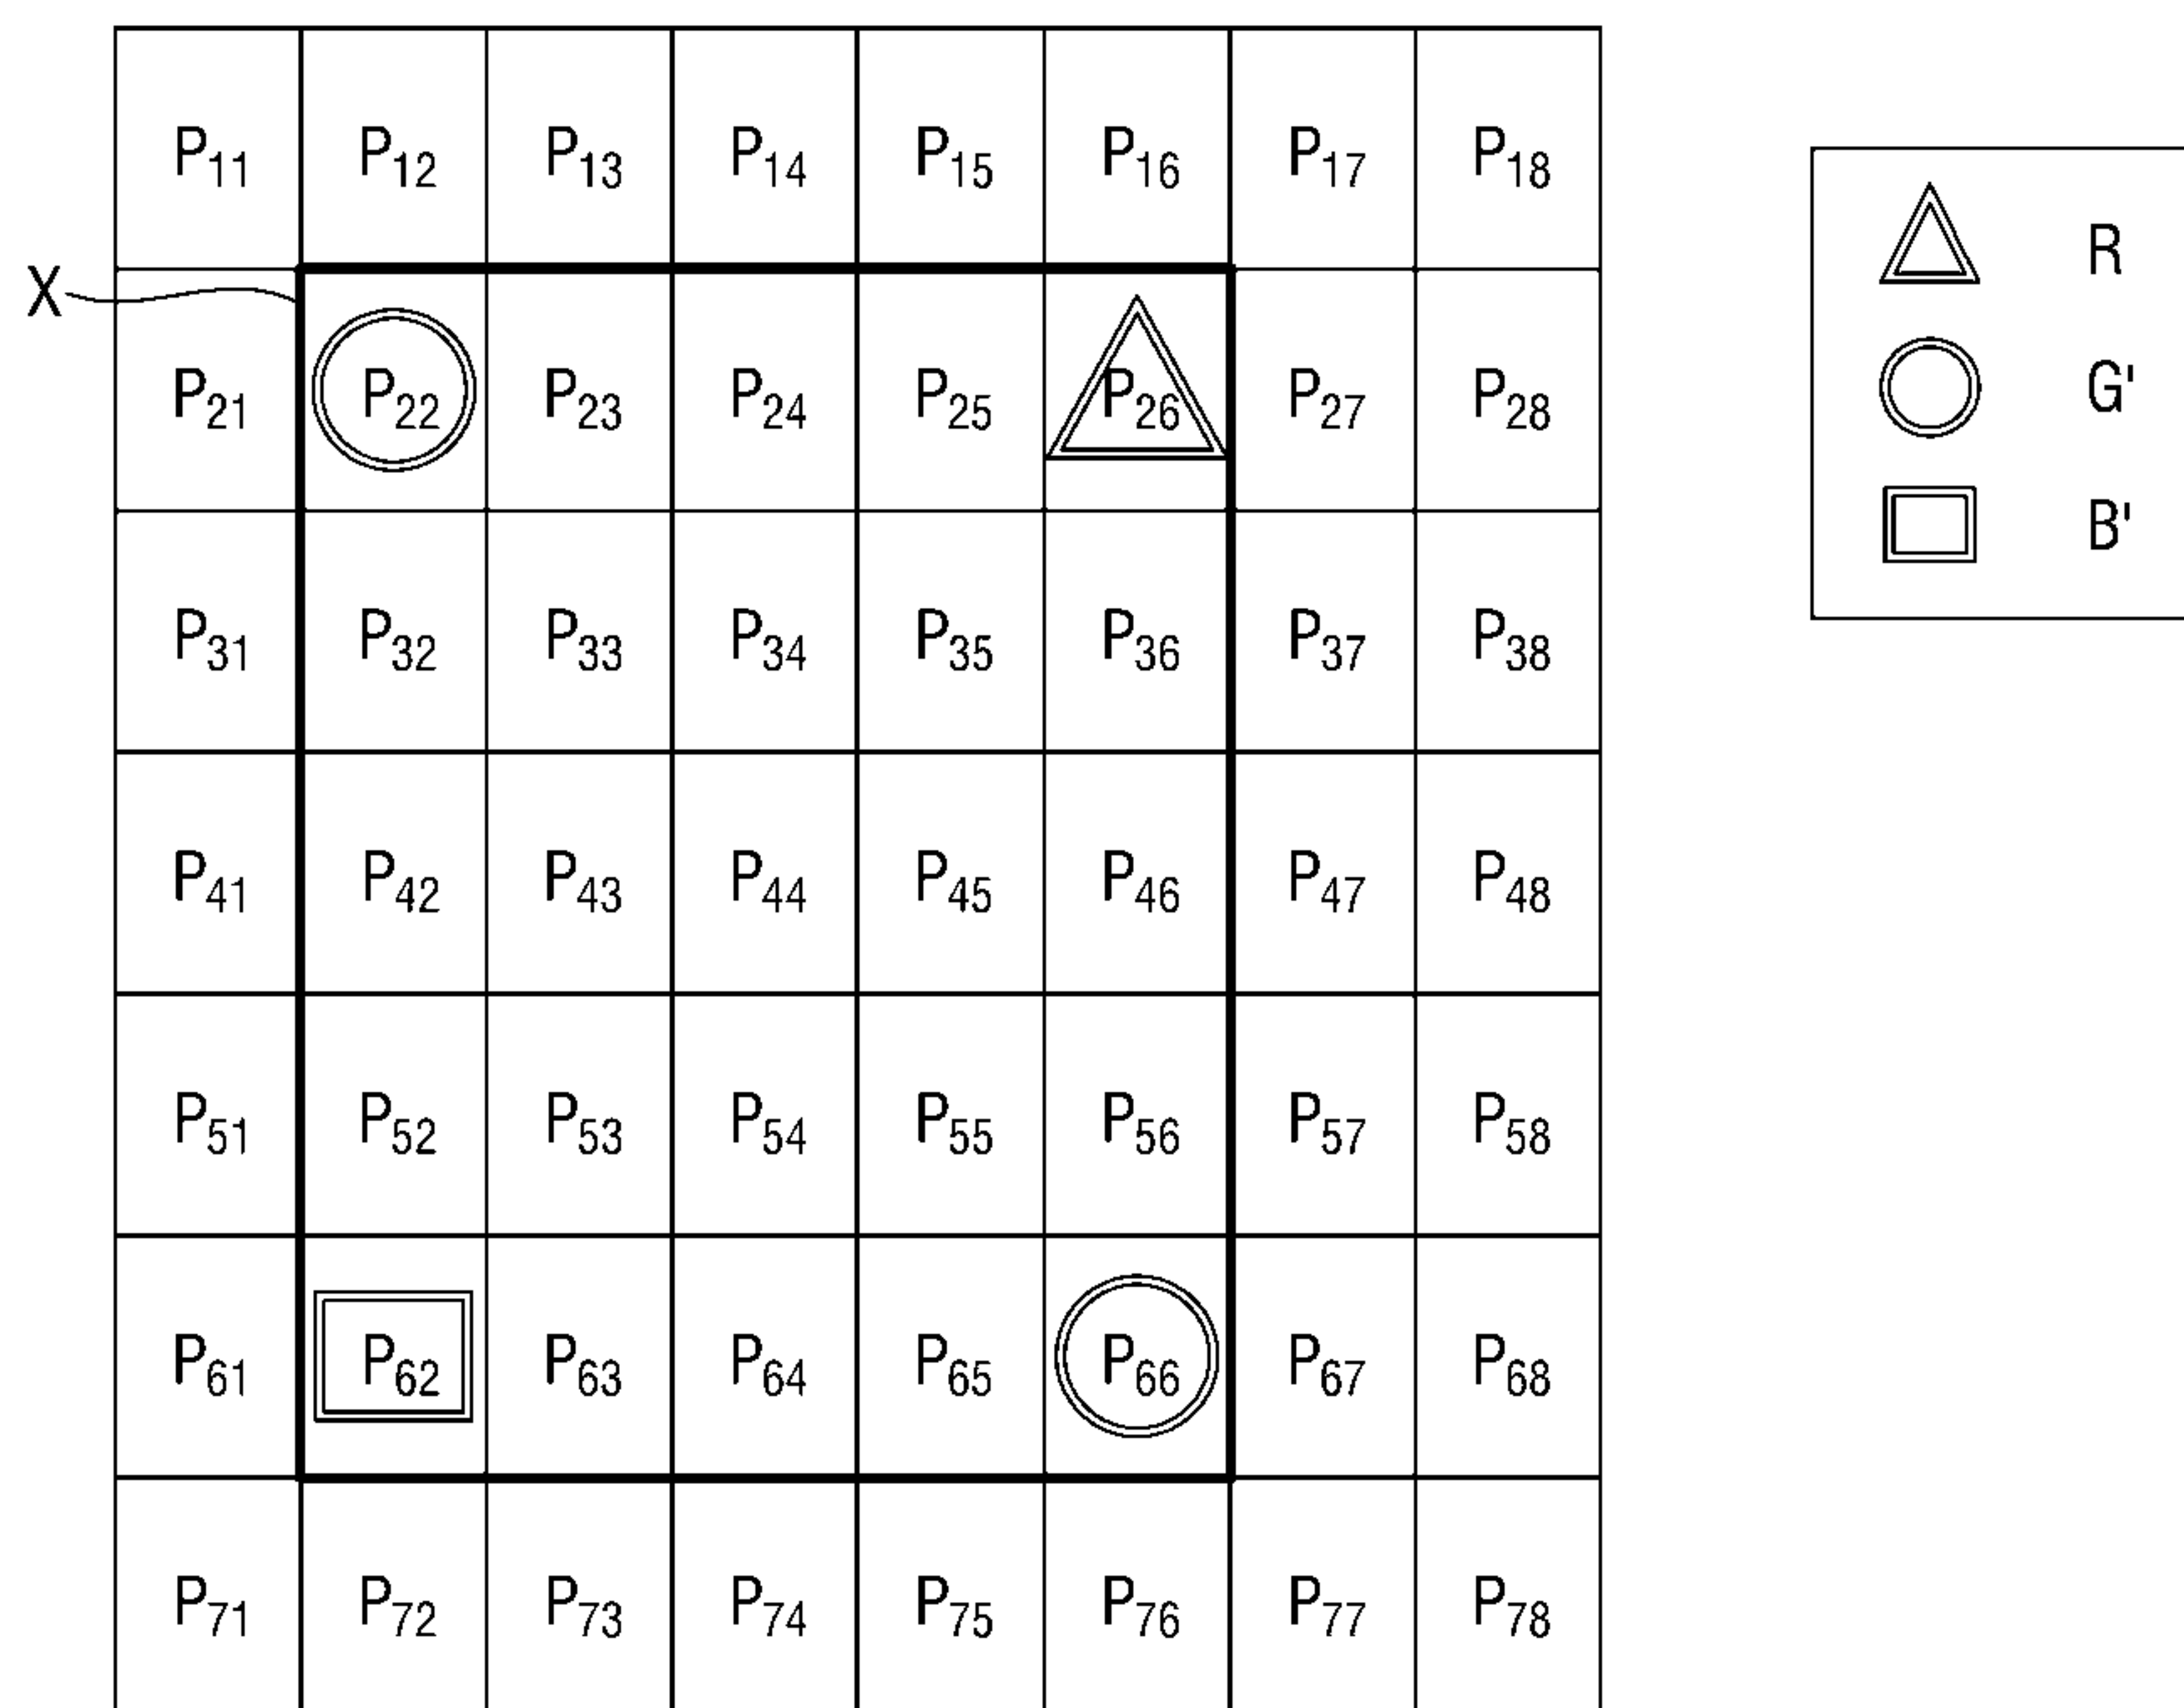 P11 P12 P13 P14 P15 P16 P17 P18
R
X
P21 P22 P23 P24 P25 P26 P27 P28
G'
B'
P31 P32 P33 P34 P35 P36 P37 P38
P41 P42 P43 P44 P45 P46 P47 P48
P51 P52 P53 P54 P55 P56 P57 P58
P61 P62 P63 P64 P65 P66 P67 P68
P71 P72 P73 P74 P75 P76 P77 P78